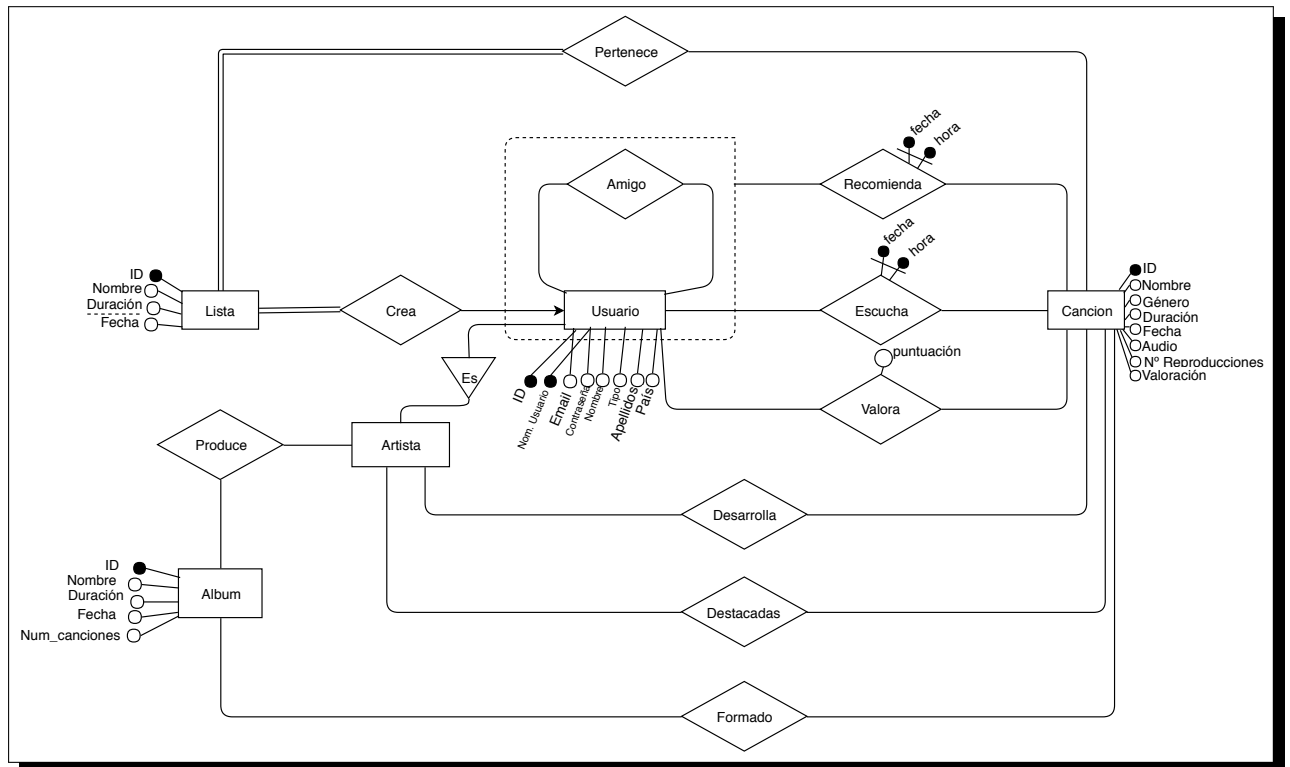 Pertenece
fecha
hora
Amigo
Recomienda
fecha
hora
ID
Nombre
Duración
Fecha
Lista
Crea
Usuario
Escucha
Cancion
ID
Nombre
Género
Duración
Fecha
Audio
Nº Reproducciones
Valoración
puntuación
Es
ID
Nom. Usuario
Email
Contraseña
Nombre
Tipo
Apellidos
País
Valora
Produce
Artista
Desarrolla
ID
Nombre
Duración
Fecha
Num_canciones
Album
Destacadas
Formado